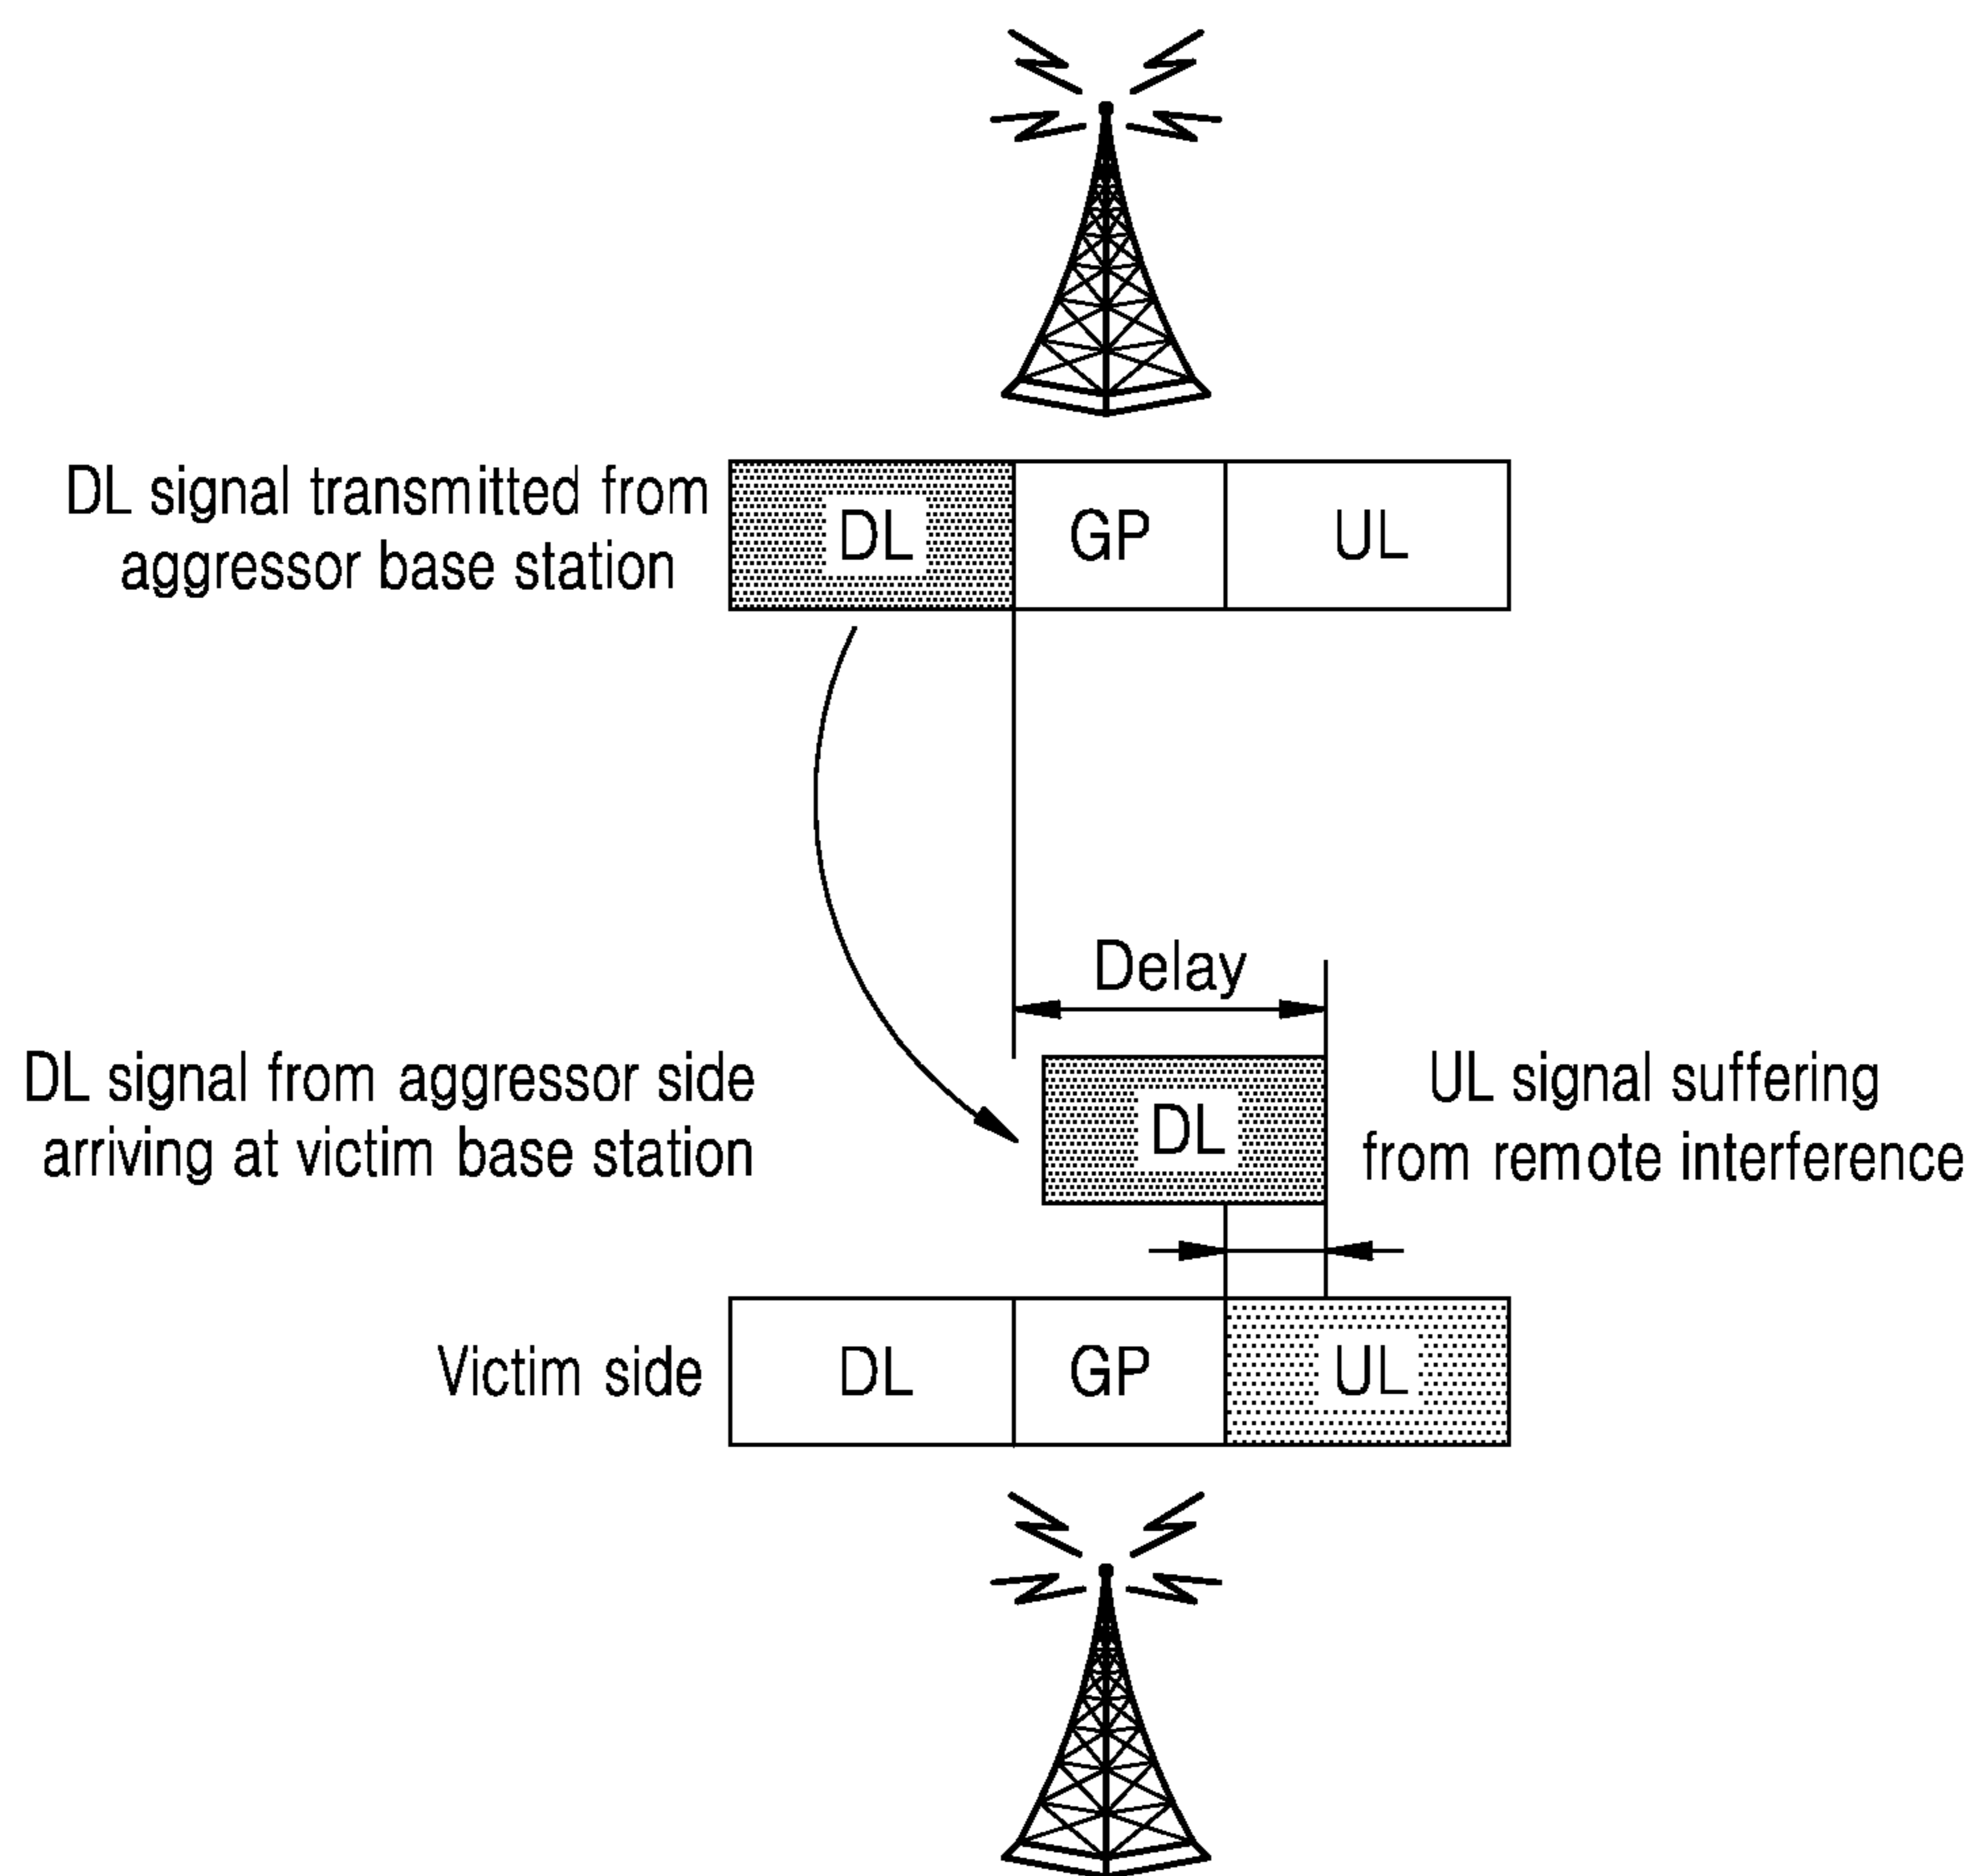 DL signal transmitted from
aggressor base station
DL GP UL
Delay
DL signal from aggressor side
arriving at victim base station
DL
UL signal suffering
from remote interference
Victim side
DL GP UL